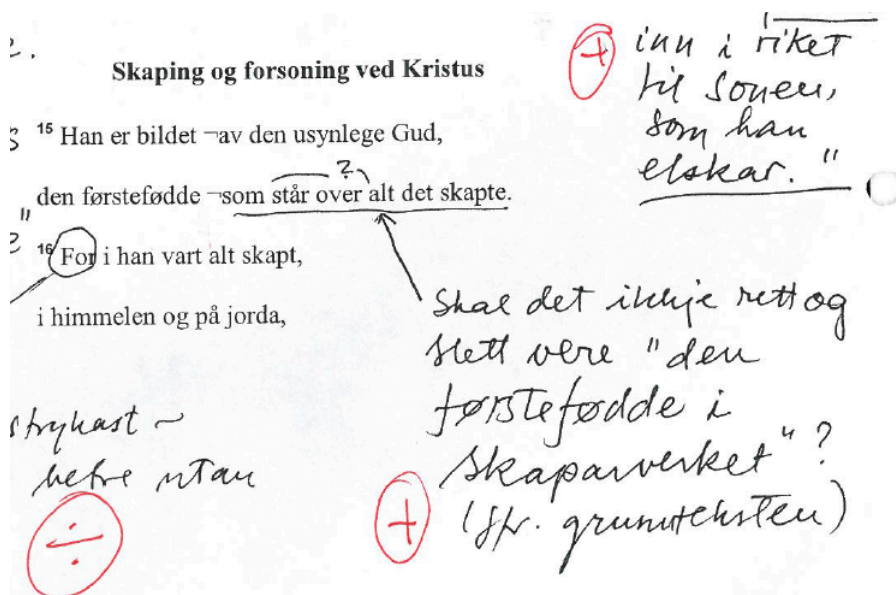 Skaping og forsoning ved Kristus
¹⁵ Han er bildet ¬av den usynlege Gud,
?
den førstefødde ¬som står over alt det skapte.
¹⁶ For i han vart alt skapt,
i himmelen og på jorda,
+
inn i riket
til Sonen,
som han
elskar."
Skal det ikkje rett og
slett vere "den
førstefødde i
skaparverket"?
(jfr. grunnteksten)
+
strykast ~
betre utan
÷